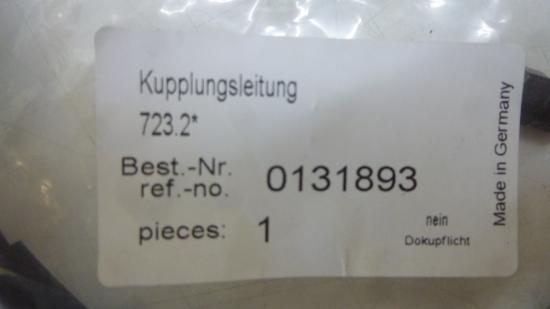 Kupplungsleitung
723.2*
Best.-Nr.
ref.-no. 0131893
pieces: 1
nein
Dokupflicht
Made in Germany